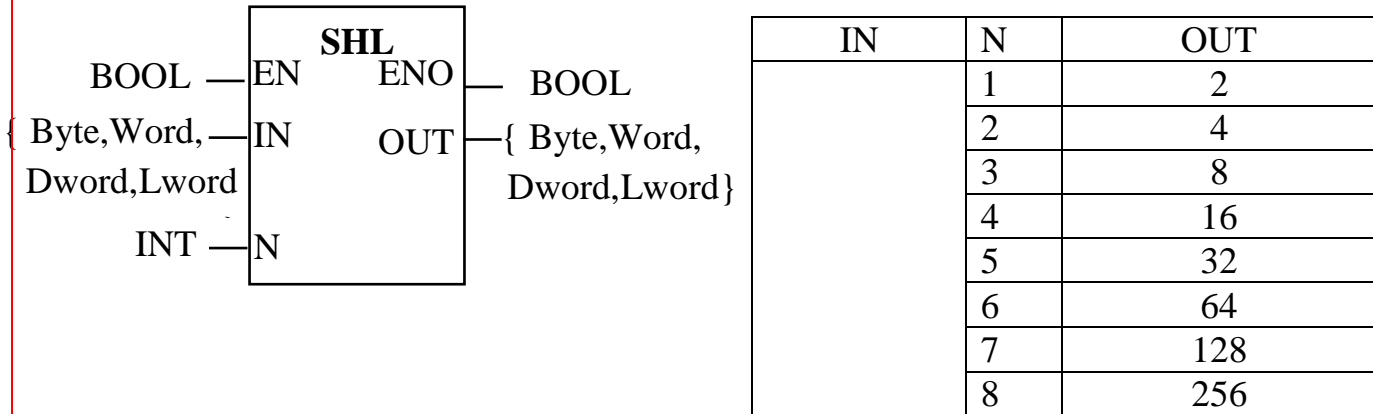 SHL
BOOL EN ENO BOOL
{ Byte,Word, IN OUT { Byte,Word,
Dword,Lword Dword,Lword}
INT N
IN N OUT
1 2
2 4
3 8
4 16
5 32
6 64
7 128
8 256